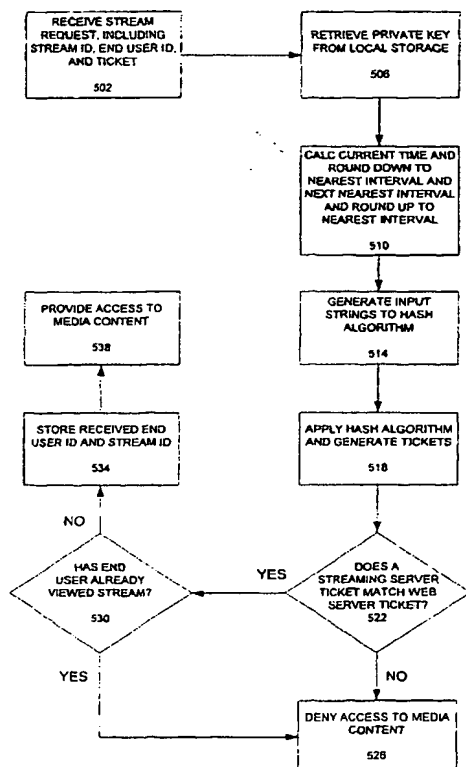 RECEIVE STREAM
REQUEST, INCLUDING
STREAM ID, END USER ID,
AND TICKET
502
RETRIEVE PRIVATE KEY
FROM LOCAL STORAGE
506
CALC CURRENT TIME AND
ROUND DOWN TO
NEAREST INTERVAL AND
NEXT NEAREST INTERVAL
AND ROUND UP TO
NEAREST INTERVAL
510
GENERATE INPUT
STRINGS TO HASH
ALGORITHM
514
APPLY HASH ALGORITHM
AND GENERATE TICKETS
518
DOES A
STREAMING SERVER
TICKET MATCH WEB
SERVER TICKET?
522
YES
NO
HAS END
USER ALREADY
VIEWED STREAM?
530
NO
YES
STORE RECEIVED END
USER ID AND STREAM ID
534
PROVIDE ACCESS TO
MEDIA CONTENT
538
DENY ACCESS TO MEDIA
CONTENT
526